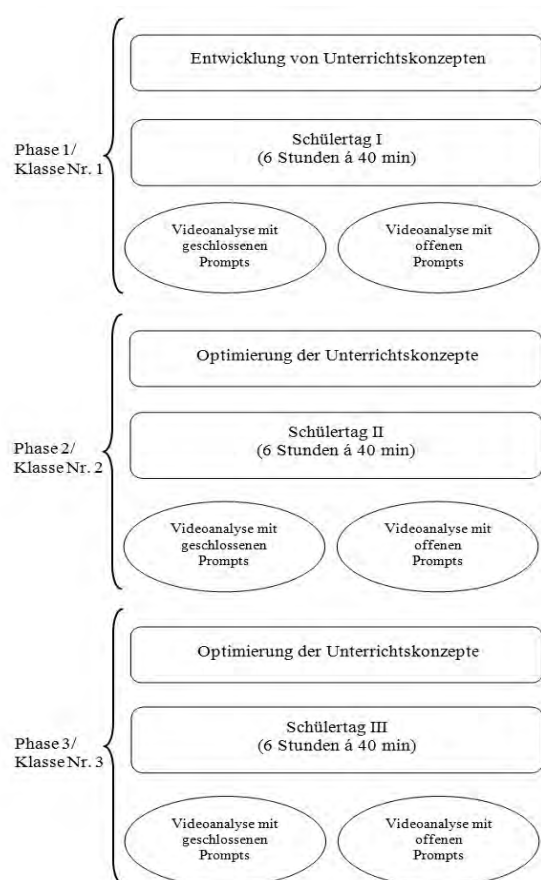 Entwicklung von Unterrichtskonzepten
Phase 1/
Klasse Nr. 1
Schülertag I
(6 Stunden á 40 min)
Videoanalyse mit
geschlossenen
Prompts
Videoanalyse mit
offenen
Prompts
Optimierung der Unterrichtskonzepte
Phase 2/
Klasse Nr. 2
Schülertag II
(6 Stunden á 40 min)
Videoanalyse mit
geschlossenen
Prompts
Videoanalyse mit
offenen
Prompts
Optimierung der Unterrichtskonzepte
Phase 3/
Klasse Nr. 3
Schülertag III
(6 Stunden á 40 min)
Videoanalyse mit
geschlossenen
Prompts
Videoanalyse mit
offenen
Prompts